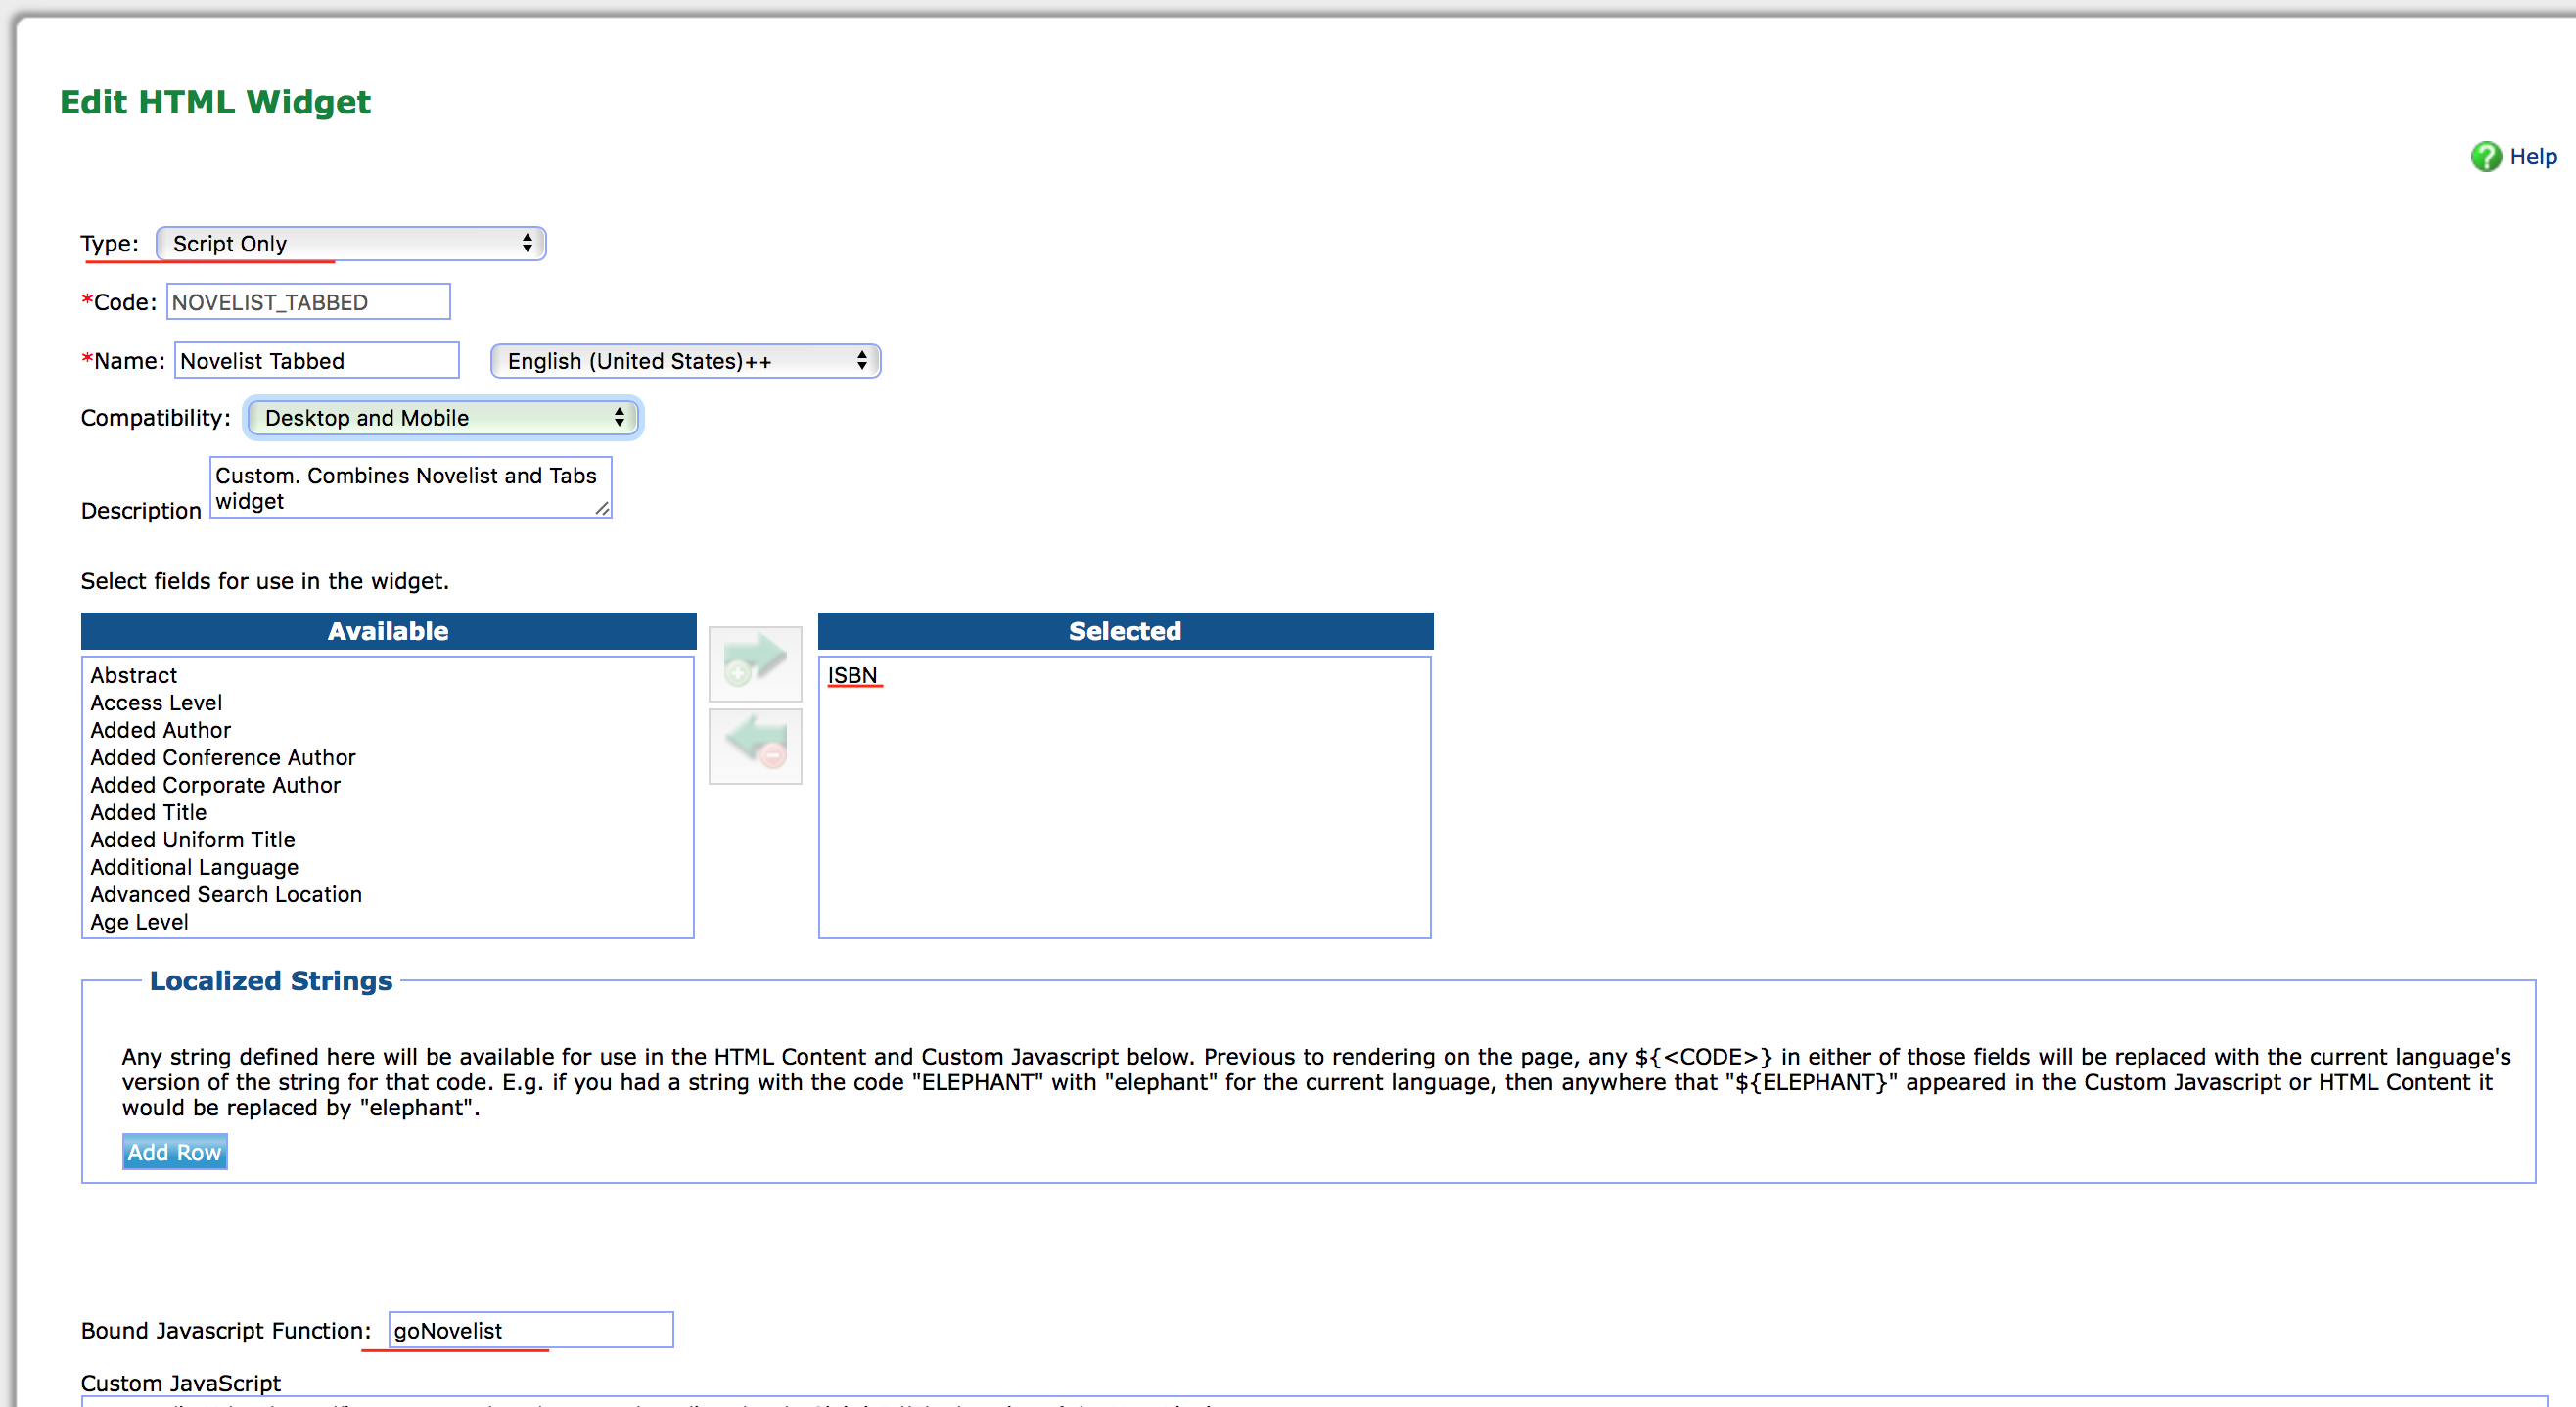 Edit HTML Widget
Help
Type: Script Only
*Code: NOVELIST_TABBED
*Name: Novelist Tabbed English (United States)++
Compatibility: Desktop and Mobile
Custom. Combines Novelist and Tabs
widget
Description
Select fields for use in the widget.
Available Selected
Abstract ISBN
Access Level
Added Author
Added Conference Author
Added Corporate Author
Added Title
Added Uniform Title
Additional Language
Advanced Search Location
Age Level
Localized Strings
Any string defined here will be available for use in the HTML Content and Custom Javascript below. Previous to rendering on the page, any ${<CODE>} in either of those fields will be replaced with the current language's
version of the string for that code. E.g. if you had a string with the code "ELEPHANT" with "elephant" for the current language, then anywhere that "${ELEPHANT}" appeared in the Custom Javascript or HTML Content it
would be replaced by "elephant".
Add Row
Bound Javascript Function: goNovelist
Custom JavaScript